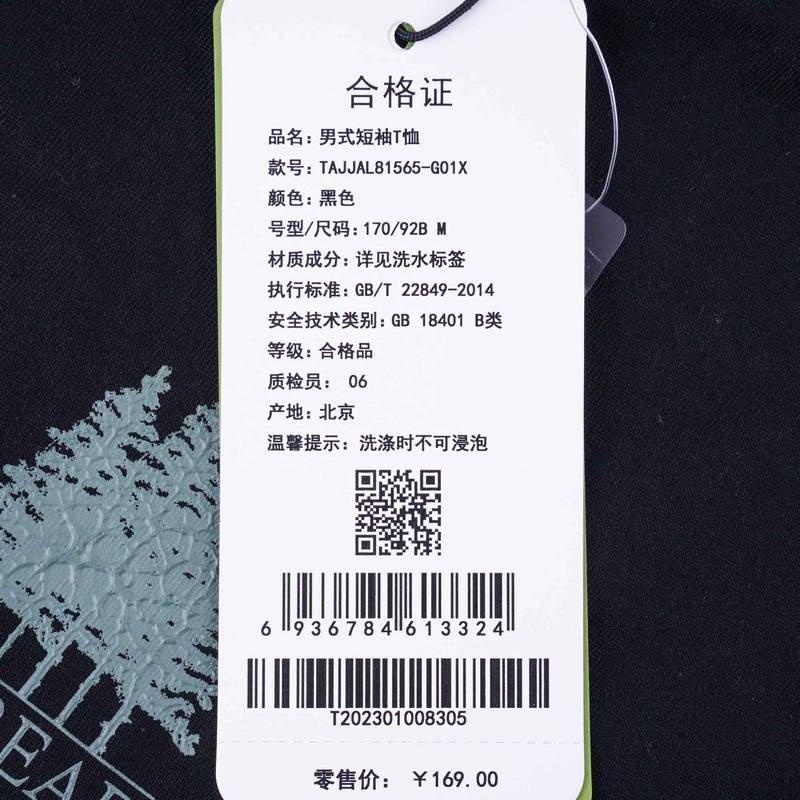 合格证
品名：男式短袖T恤
款号：TAJJAL81565-G01X
颜色：黑色
号型/尺码：170/92B M
材质成分：详见洗水标签
执行标准：GB/T 22849-2014
安全技术类别：GB 18401 B类
等级：合格品
质检员： 06
产地：北京
温馨提示：洗涤时不可浸泡
6 936784 613324
T202301008305
零售价： ￥169.00